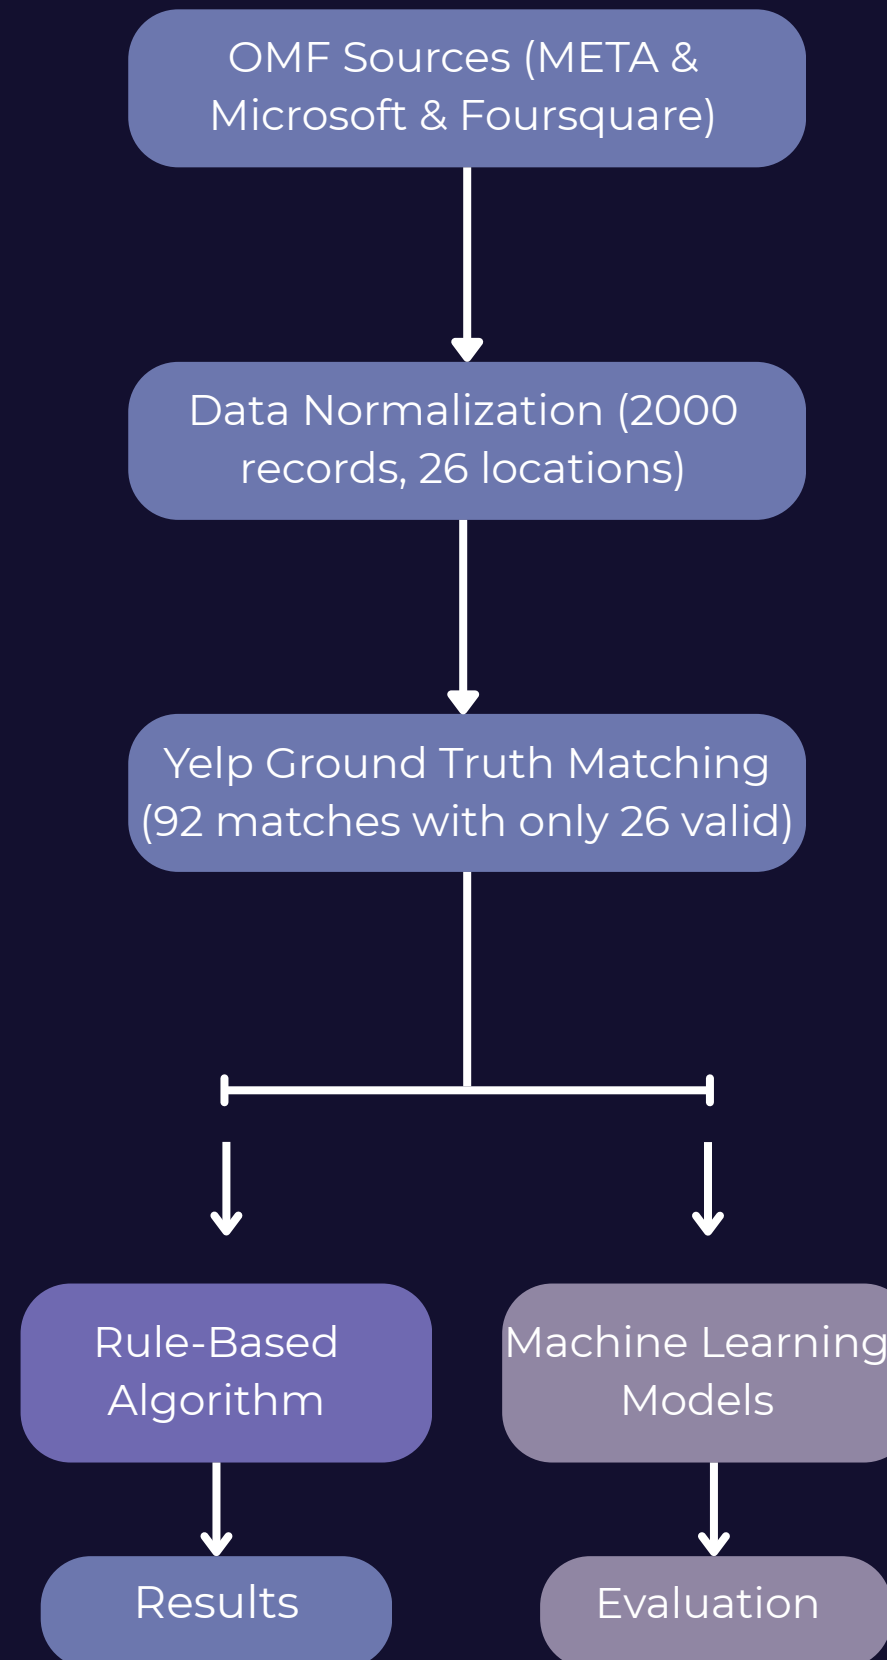 OMF Sources (META &
Microsoft & Foursquare)
Data Normalization (2000
records, 26 locations)
Yelp Ground Truth Matching
(92 matches with only 26 valid)
Rule-Based
Algorithm
Machine Learning
Models
Results
Evaluation